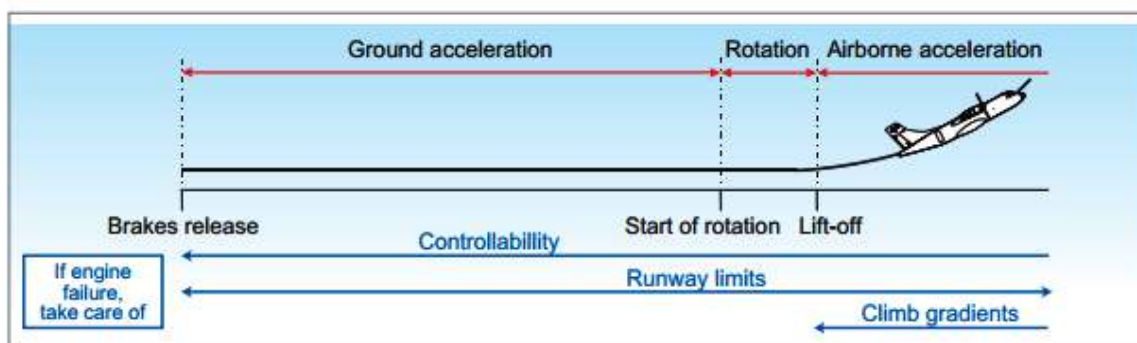 Ground acceleration Rotation Airborne acceleration
Brakes release Start of rotation Lift-off
Controllabillity
If engine
failure,
take care of
Runway limits
Climb gradients